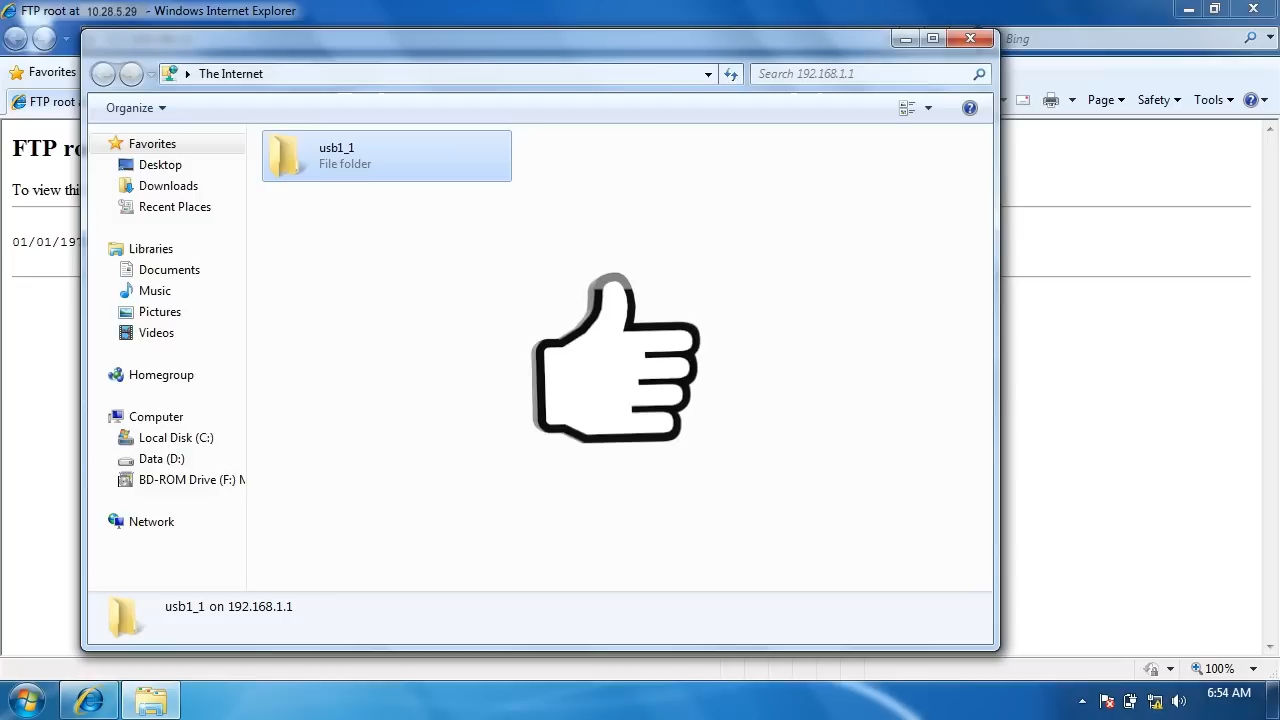 FTP root at 10.28.5.29 - Windows Internet Explorer
Bing
The Internet
Search 192.168.1.1
Favorites
FTP root a
Page
Safety
Tools
Organize
FTP ro
To view thi
01/01/197
Favorites
Desktop
Downloads
Recent Places
Libraries
Documents
Music
Pictures
Videos
Homegroup
Computer
Local Disk (C:)
Data (D:)
BD-ROM Drive (F:) M
Network
usb1_1
File folder
usb1_1 on 192.168.1.1
100%
6:54 AM